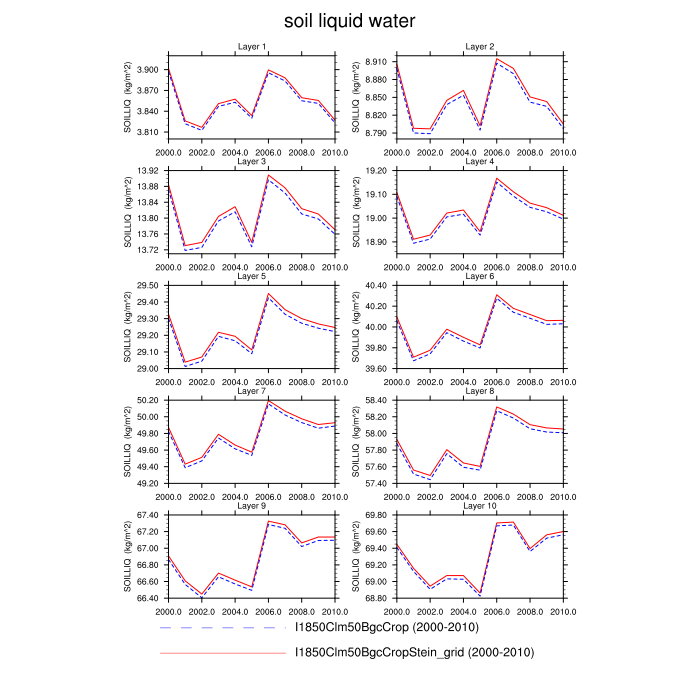 soil liquid water
Layer 1
Layer 2
SOILLIQ (kg/m^2)
3.900
3.870
3.840
3.810
2000.0 2002.0 2004.0 2006.0 2008.0 2010.0
SOILLIQ (kg/m^2)
8.910
8.880
8.850
8.820
8.790
2000.0 2002.0 2004.0 2006.0 2008.0 2010.0
Layer 3
Layer 4
SOILLIQ (kg/m^2)
13.92
13.88
13.84
13.80
13.76
13.72
2000.0 2002.0 2004.0 2006.0 2008.0 2010.0
SOILLIQ (kg/m^2)
19.20
19.10
19.00
18.90
2000.0 2002.0 2004.0 2006.0 2008.0 2010.0
Layer 5
Layer 6
SOILLIQ (kg/m^2)
29.50
29.40
29.30
29.20
29.10
29.00
2000.0 2002.0 2004.0 2006.0 2008.0 2010.0
SOILLIQ (kg/m^2)
40.40
40.20
40.00
39.80
39.60
2000.0 2002.0 2004.0 2006.0 2008.0 2010.0
Layer 7
Layer 8
SOILLIQ (kg/m^2)
50.20
50.00
49.80
49.60
49.40
49.20
2000.0 2002.0 2004.0 2006.0 2008.0 2010.0
SOILLIQ (kg/m^2)
58.40
58.20
58.00
57.80
57.60
57.40
2000.0 2002.0 2004.0 2006.0 2008.0 2010.0
Layer 9
Layer 10
SOILLIQ (kg/m^2)
67.40
67.20
67.00
66.80
66.60
66.40
2000.0 2002.0 2004.0 2006.0 2008.0 2010.0
SOILLIQ (kg/m^2)
69.80
69.60
69.40
69.20
69.00
68.80
2000.0 2002.0 2004.0 2006.0 2008.0 2010.0
I1850Clm50BgcCrop (2000-2010)
I1850Clm50BgcCropStein_grid (2000-2010)